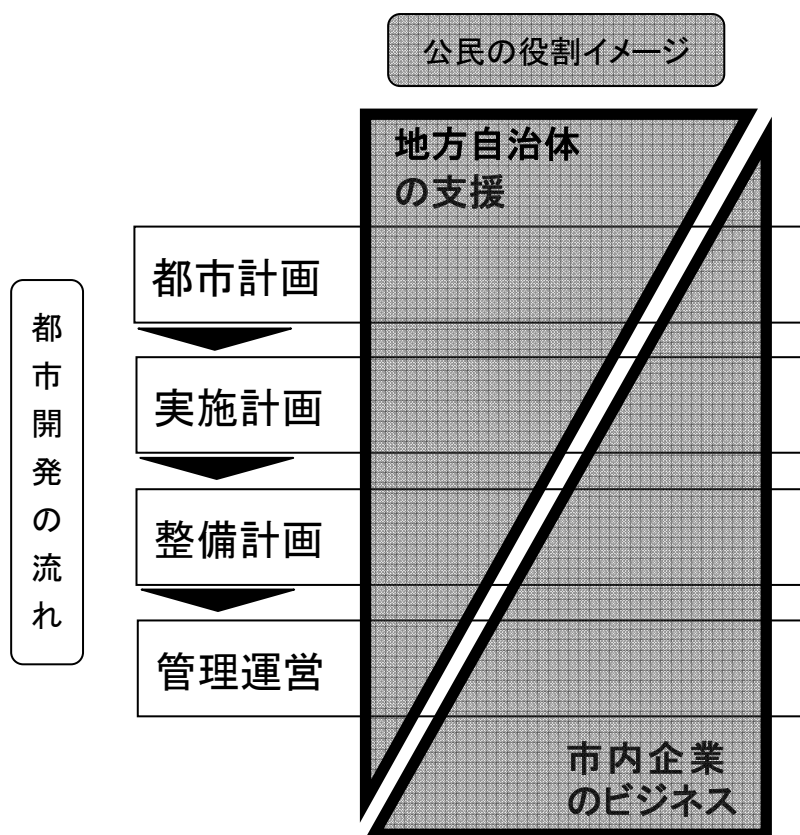 公民の役割イメージ
地方自治体
の支援
都市開発の流れ
都市計画
実施計画
整備計画
管理運営
市内企業
のビジネス